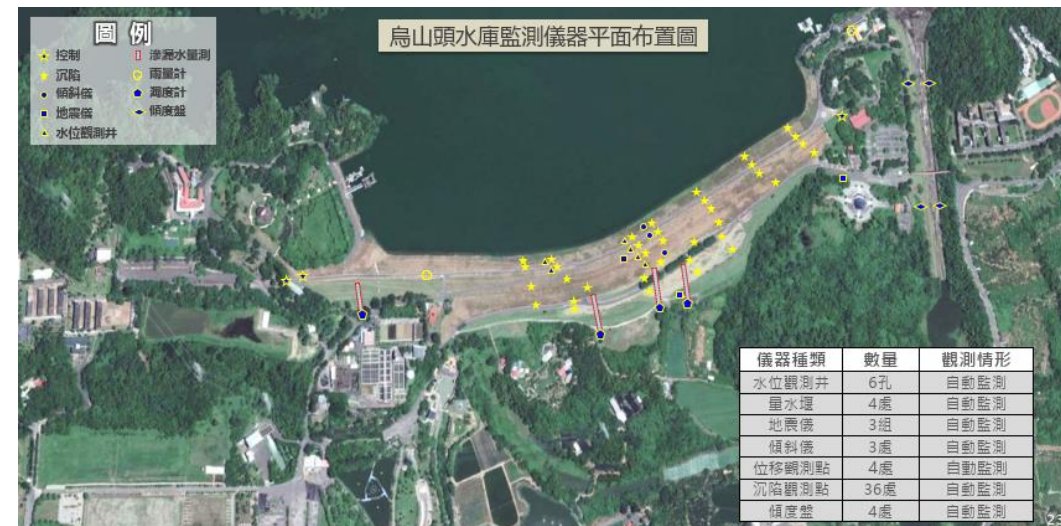 烏山頭水庫監測儀器平面布置圖
圖 例
控制 滲漏水量測
沉陷 雨量計
傾斜儀 濁度計
地震儀 傾度盤
水位觀測井
儀器種類 數量 觀測情形
水位觀測井 6孔 自動監測
量水堰 4處 自動監測
地震儀 3組 自動監測
傾斜儀 3處 自動監測
位移觀測點 4處 自動監測
沉陷觀測點 36處 自動監測
傾度盤 4處 自動監測